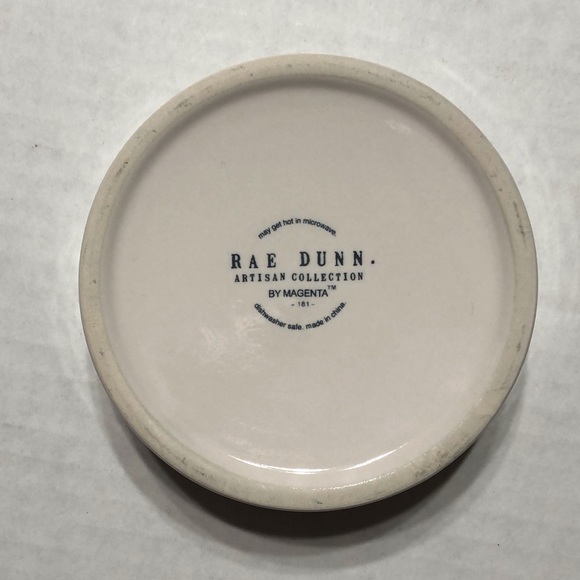 may get hot in microwave.
RAE DUNN.
ARTISAN COLLECTION
BY MAGENTA™
- 181 -
dishwasher safe. made in china.